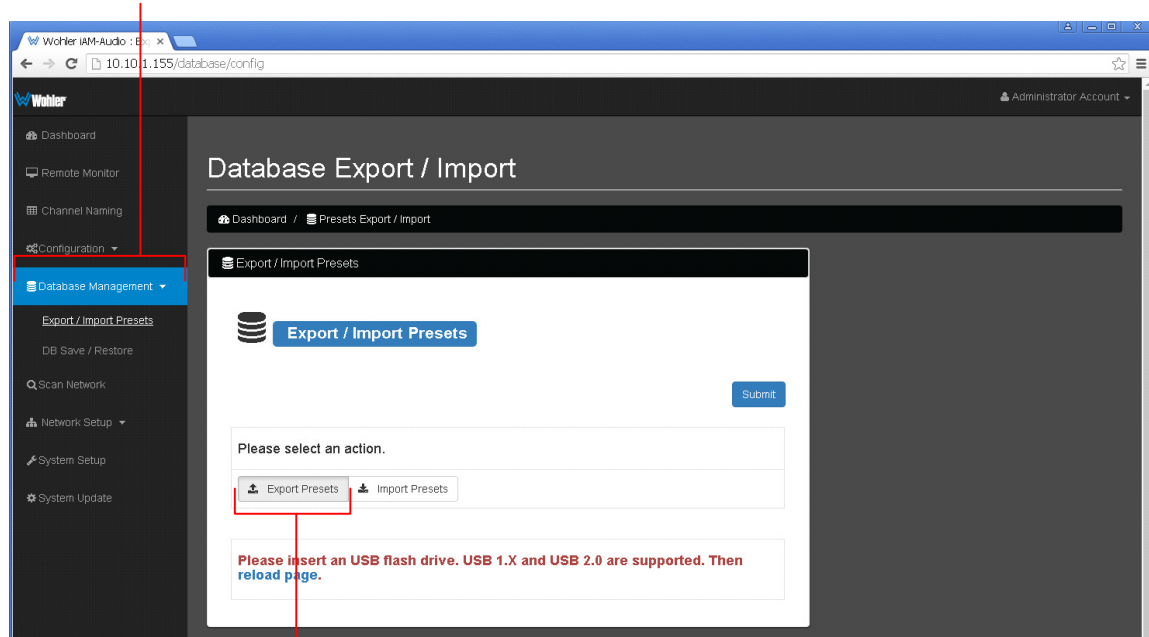 Wohler iAM-Audio : Ex
10.10.1.155/database/config
Wohler
Administrator Account
Dashboard
Remote Monitor
Channel Naming
Configuration
Database Management
Export / Import Presets
DB Save / Restore
Scan Network
Network Setup
System Setup
System Update
Database Export / Import
Dashboard / Presets Export / Import
Export / Import Presets
Export / Import Presets
Submit
Please select an action.
Export Presets Import Presets
Please insert an USB flash drive. USB 1.X and USB 2.0 are supported. Then
reload page.